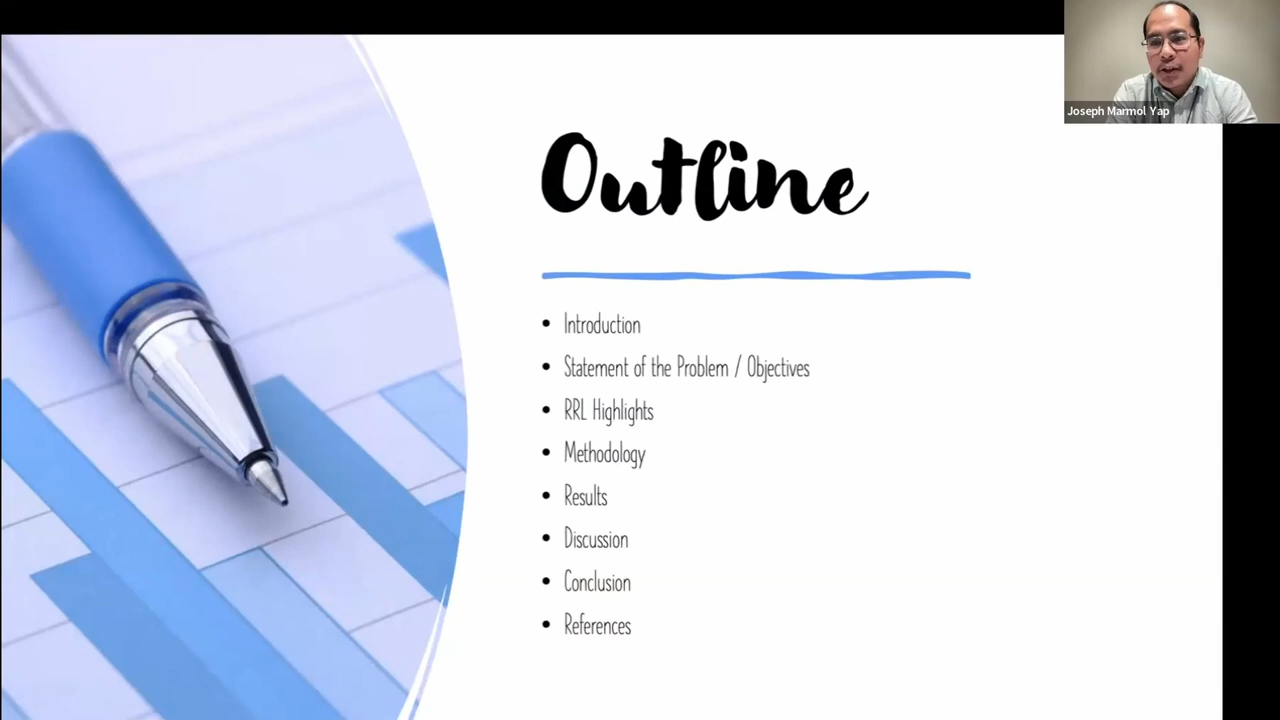 Joseph Marmol Yap
Outline
• Introduction
• Statement of the Problem / Objectives
• RRL Highlights
• Methodology
• Results
• Discussion
• Conclusion
• References